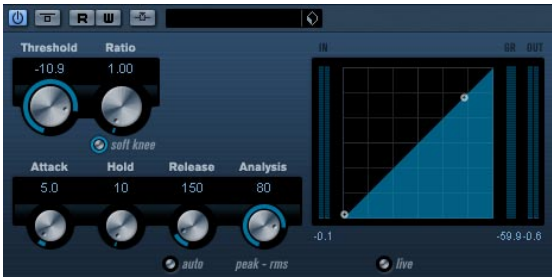 R W
Threshold Ratio
-10.9 1.00
soft knee
Attack Hold Release Analysis
5.0 10 150 80
auto peak - rms
IN GR OUT
-0.1 -59.9 -0.6
live